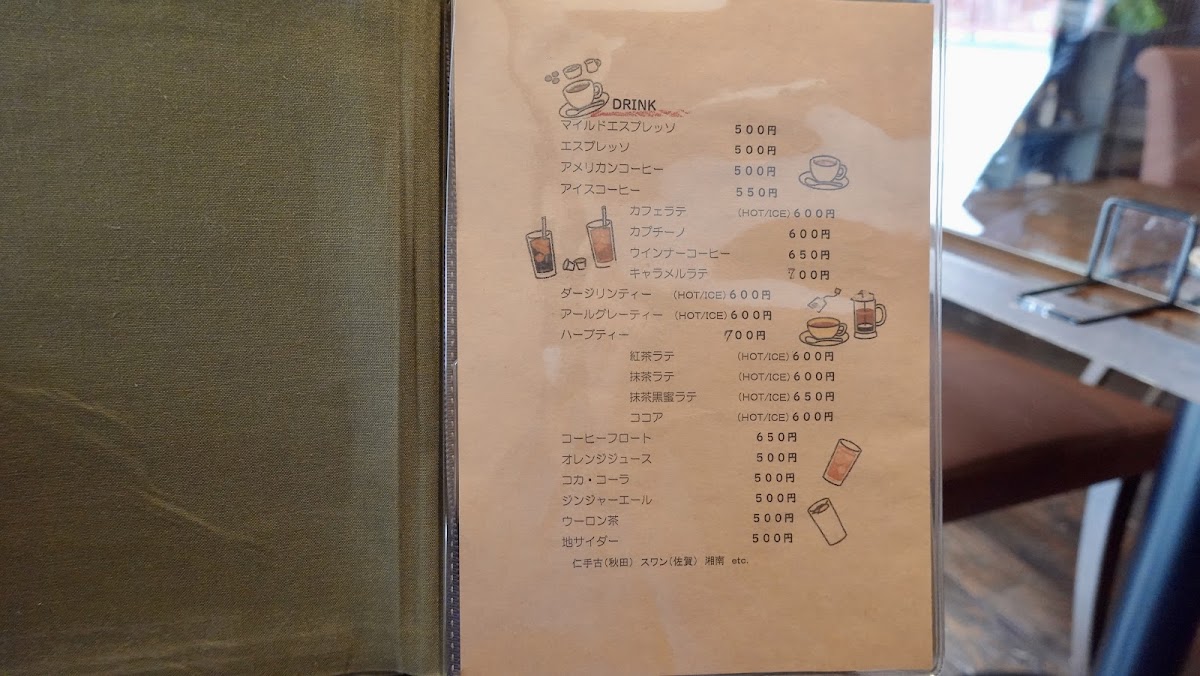 DRINK
マイルドエスプレッソ 500円
エスプレッソ 500円
アメリカンコーヒー 500円
アイスコーヒー 550円
カフェラテ (HOT/ICE) 600円
カプチーノ 600円
ウインナーコーヒー 650円
キャラメルラテ 700円
ダージリンティー (HOT/ICE) 600円
アールグレーティー (HOT/ICE) 600円
ハーブティー 700円
紅茶ラテ (HOT/ICE) 600円
抹茶ラテ (HOT/ICE) 600円
抹茶黒蜜ラテ (HOT/ICE) 650円
ココア (HOT/ICE) 600円
コーヒーフロート 650円
オレンジジュース 500円
コカ・コーラ 500円
ジンジャーエール 500円
ウーロン茶 500円
地サイダー 500円
仁手古(秋田) スワン(佐賀) 湘南 etc.